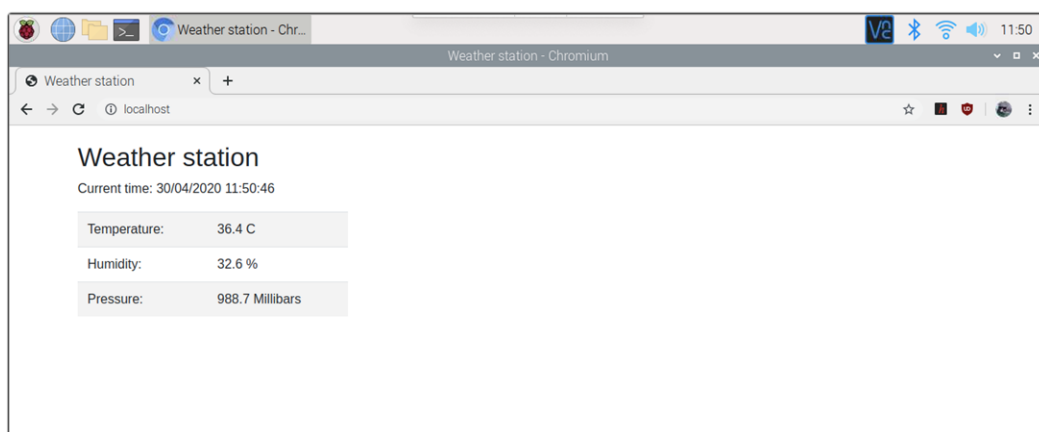 Weather station - Chr...
11:50
Weather station - Chromium
Weather station
localhost
Weather station
Current time: 30/04/2020 11:50:46
Temperature: 36.4 C
Humidity: 32.6 %
Pressure: 988.7 Millibars